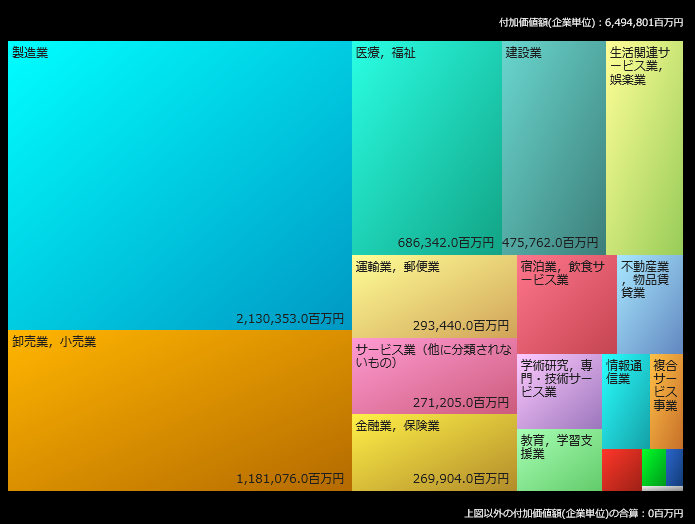 付加価値額(企業単位)：6,494,801百万円
製造業
2,130,353.0百万円
卸売業，小売業
1,181,076.0百万円
医療，福祉
686,342.0百万円
建設業
475,762.0百万円
生活関連サ
ービス業，
娯楽業
運輸業，郵便業
293,440.0百万円
サービス業（他に分類されな
いもの）
271,205.0百万円
金融業，保険業
269,904.0百万円
宿泊業，飲食サ
ービス業
不動産業
，物品賃
貸業
学術研究，専
門・技術サー
ビス業
情報通
信業
複合
サー
ビス
事業
教育，学習支
援業
上図以外の付加価値額(企業単位)の合算：0百万円